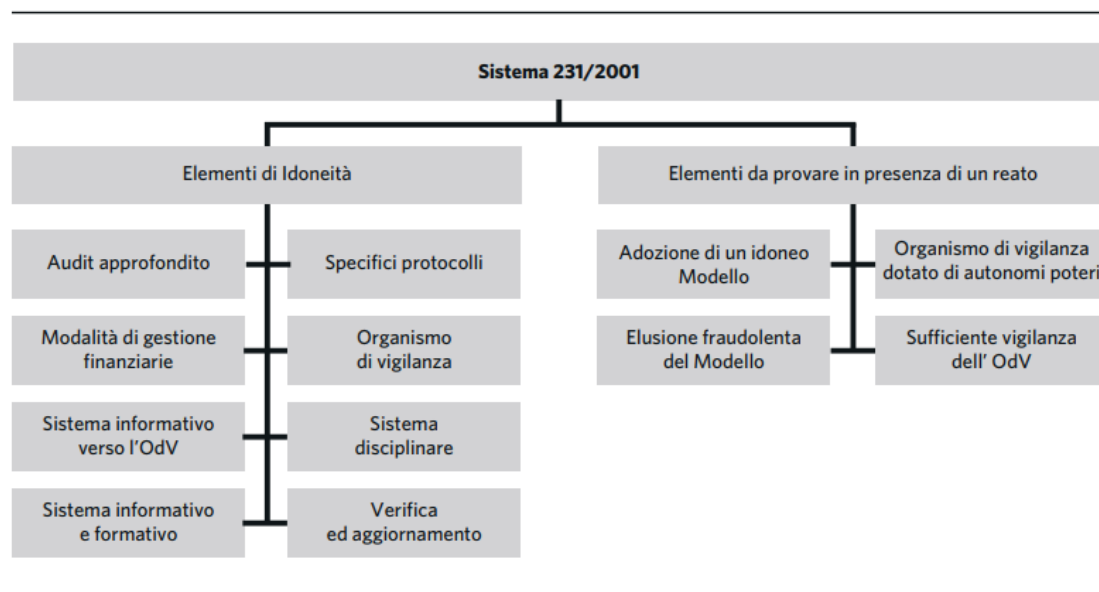 Sistema 231/2001
Elementi di Idoneità
Elementi da provare in presenza di un reato
Audit approfondito
Specifici protocolli
Adozione di un idoneo
Modello
Organismo di vigilanza
dotato di autonomi poteri
Modalità di gestione
finanziarie
Organismo
di vigilanza
Elusione fraudolenta
del Modello
Sufficiente vigilanza
dell' OdV
Sistema informativo
verso l'OdV
Sistema
disciplinare
Sistema informativo
e formativo
Verifica
ed aggiornamento